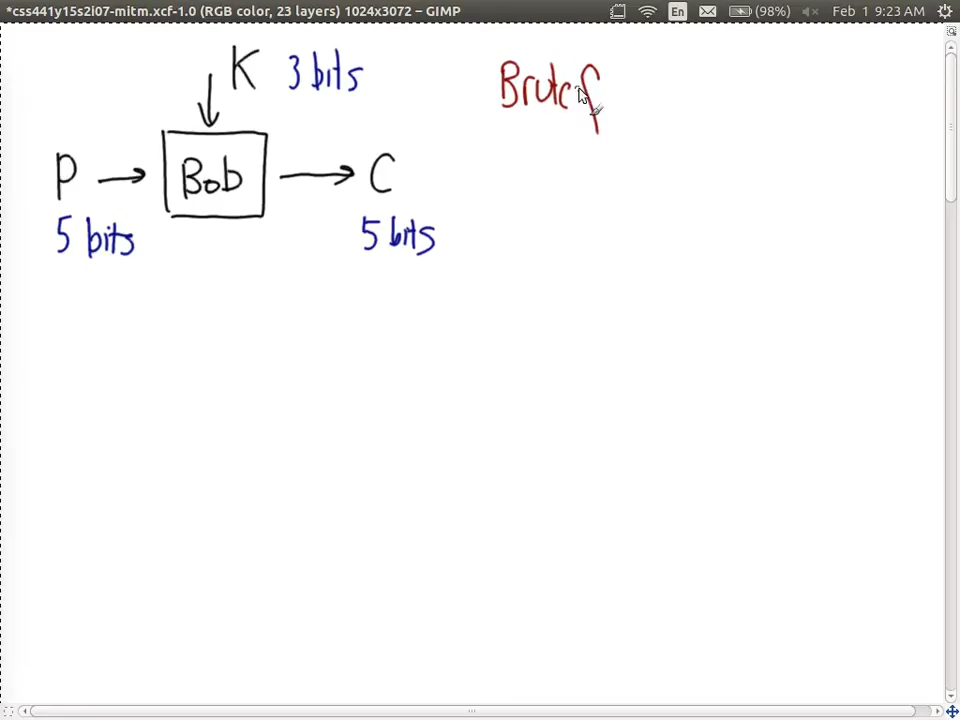 *css441y15s2i07-mitm.xcf-1.0 (RGB color, 23 layers) 1024x3072 – GIMP En (98%) Feb 1 9:23 AM
K 3 bits
Brute f
P → Bob → C
5 bits 5 bits